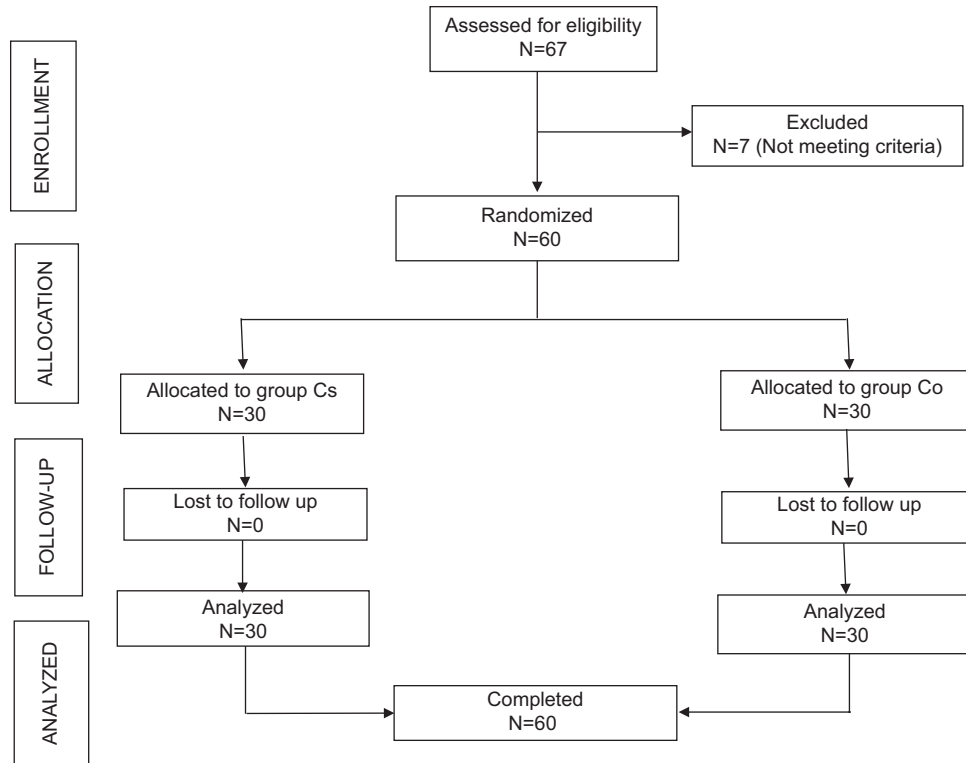 Assessed for eligibility
N=67
ENROLLMENT
Excluded
N=7 (Not meeting criteria)
Randomized
N=60
ALLOCATION
Allocated to group Cs
N=30
Allocated to group Co
N=30
FOLLOW-UP
Lost to follow up
N=0
Lost to follow up
N=0
Analyzed
N=30
Analyzed
N=30
ANALYZED
Completed
N=60